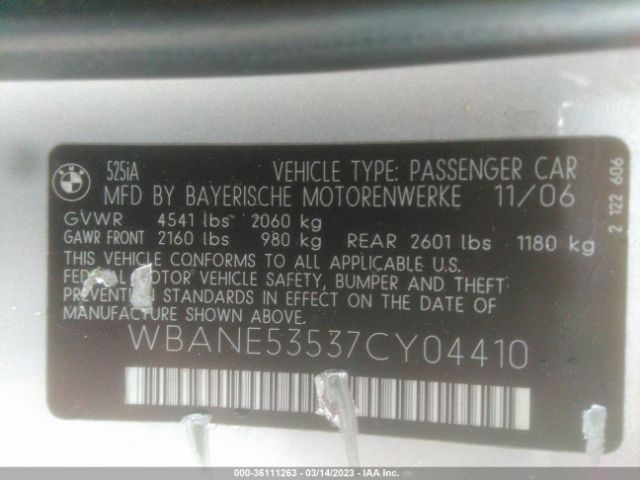 BMW
525iA
VEHICLE TYPE: PASSENGER CAR
MFD BY BAYERISCHE MOTORENWERKE 11/06
GVWR 4541 lbs 2060 kg
GAWR FRONT 2160 lbs 980 kg REAR 2601 lbs 1180 kg
THIS VEHICLE CONFORMS TO ALL APPLICABLE U.S.
FEDERAL MOTOR VEHICLE SAFETY, BUMPER AND THEFT
PREVENTION STANDARDS IN EFFECT ON THE DATE OF
MANUFACTURE SHOWN ABOVE.
WBANE53537CY04410
2 122 606
000-36111263 - 03/14/2023 - IAA Inc.